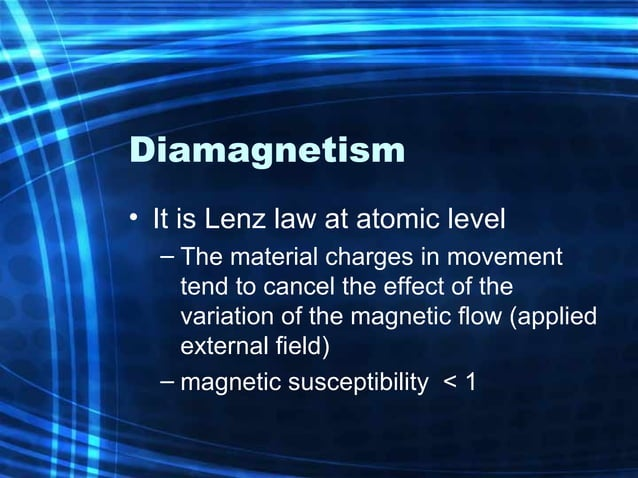 Diamagnetism
• It is Lenz law at atomic level
– The material charges in movement
tend to cancel the effect of the
variation of the magnetic flow (applied
external field)
– magnetic susceptibility < 1